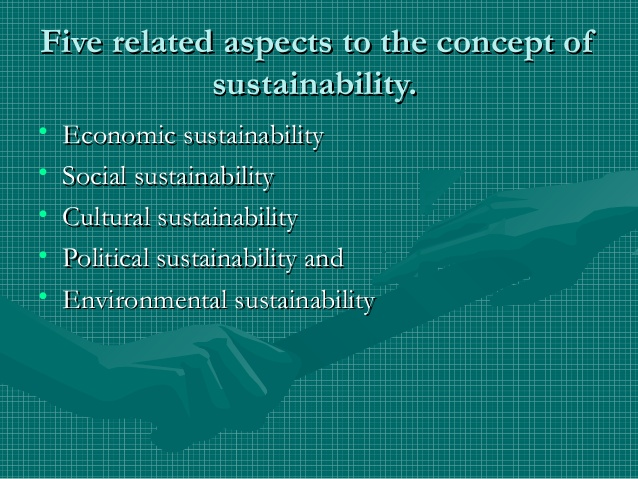 Five related aspects to the concept of
sustainability.
• Economic sustainability
• Social sustainability
• Cultural sustainability
• Political sustainability and
• Environmental sustainability